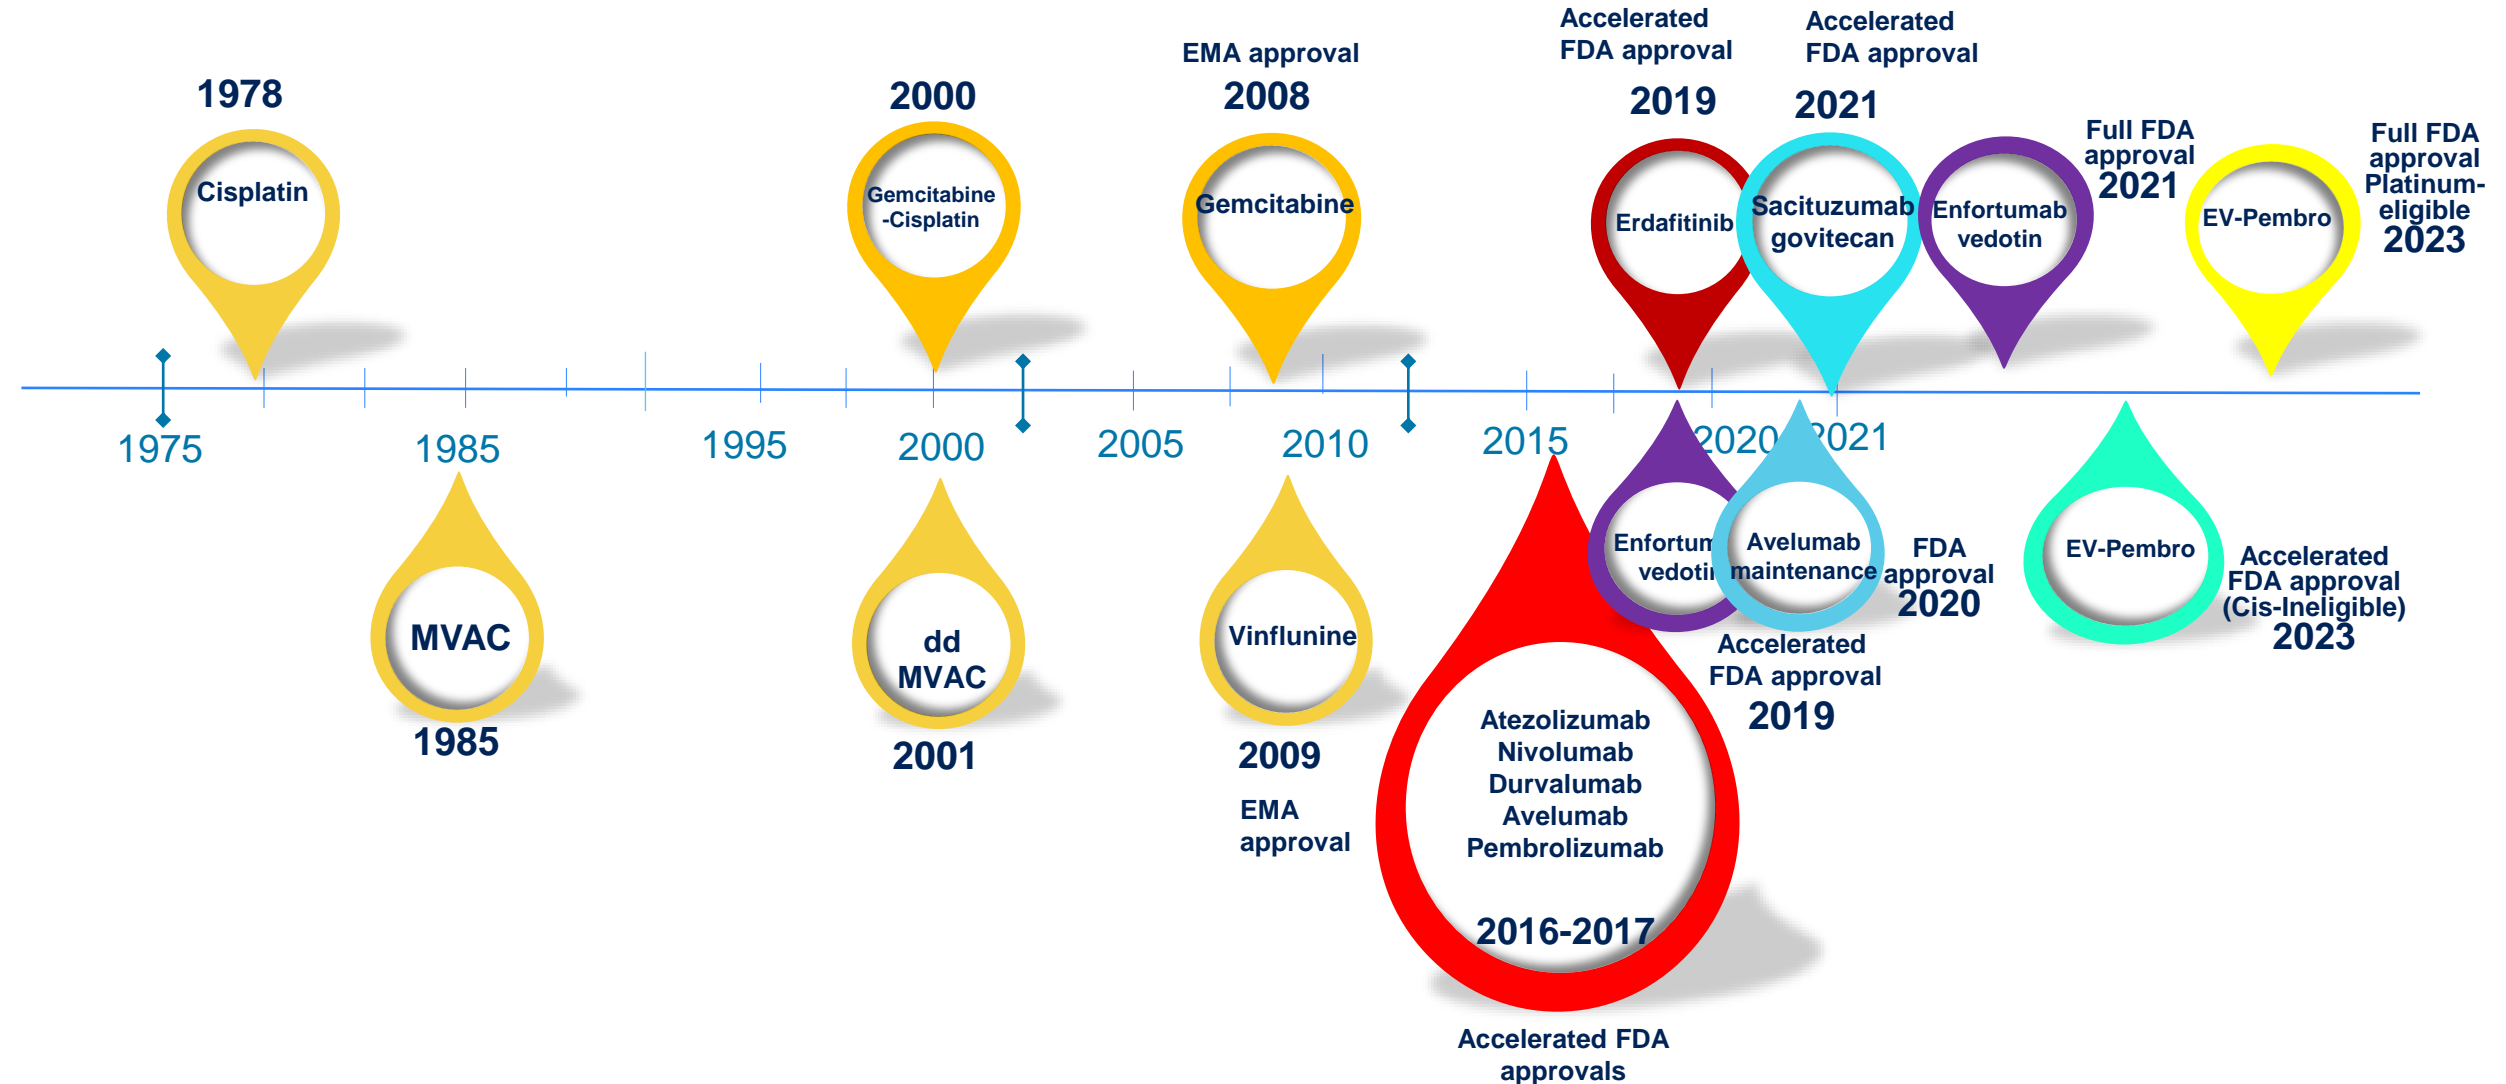 1978
Cisplatin
2000
Gemcitabine
-Cisplatin
EMA approval
2008
Gemcitabine
Accelerated
FDA approval
2019
Erdafitinib
Accelerated
FDA approval
2021
Sacituzumab
govitecan
Enfortumab
vedotin
Full FDA
approval
2021
EV-Pembro
Full FDA
approval
Platinum-
eligible
2023
1975
1985
1995
2000
2005
2010
2015
2020
2021
MVAC
1985
dd
MVAC
2001
Vinflunine
2009
EMA
approval
Atezolizumab
Nivolumab
Durvalumab
Avelumab
Pembrolizumab
2016-2017
Accelerated FDA
approvals
vedotin
Accelerated
FDA approval
2019
Avelumab
maintenance
FDA
approval
2020
EV-Pembro
Accelerated
FDA approval
(Cis-Ineligible)
2023